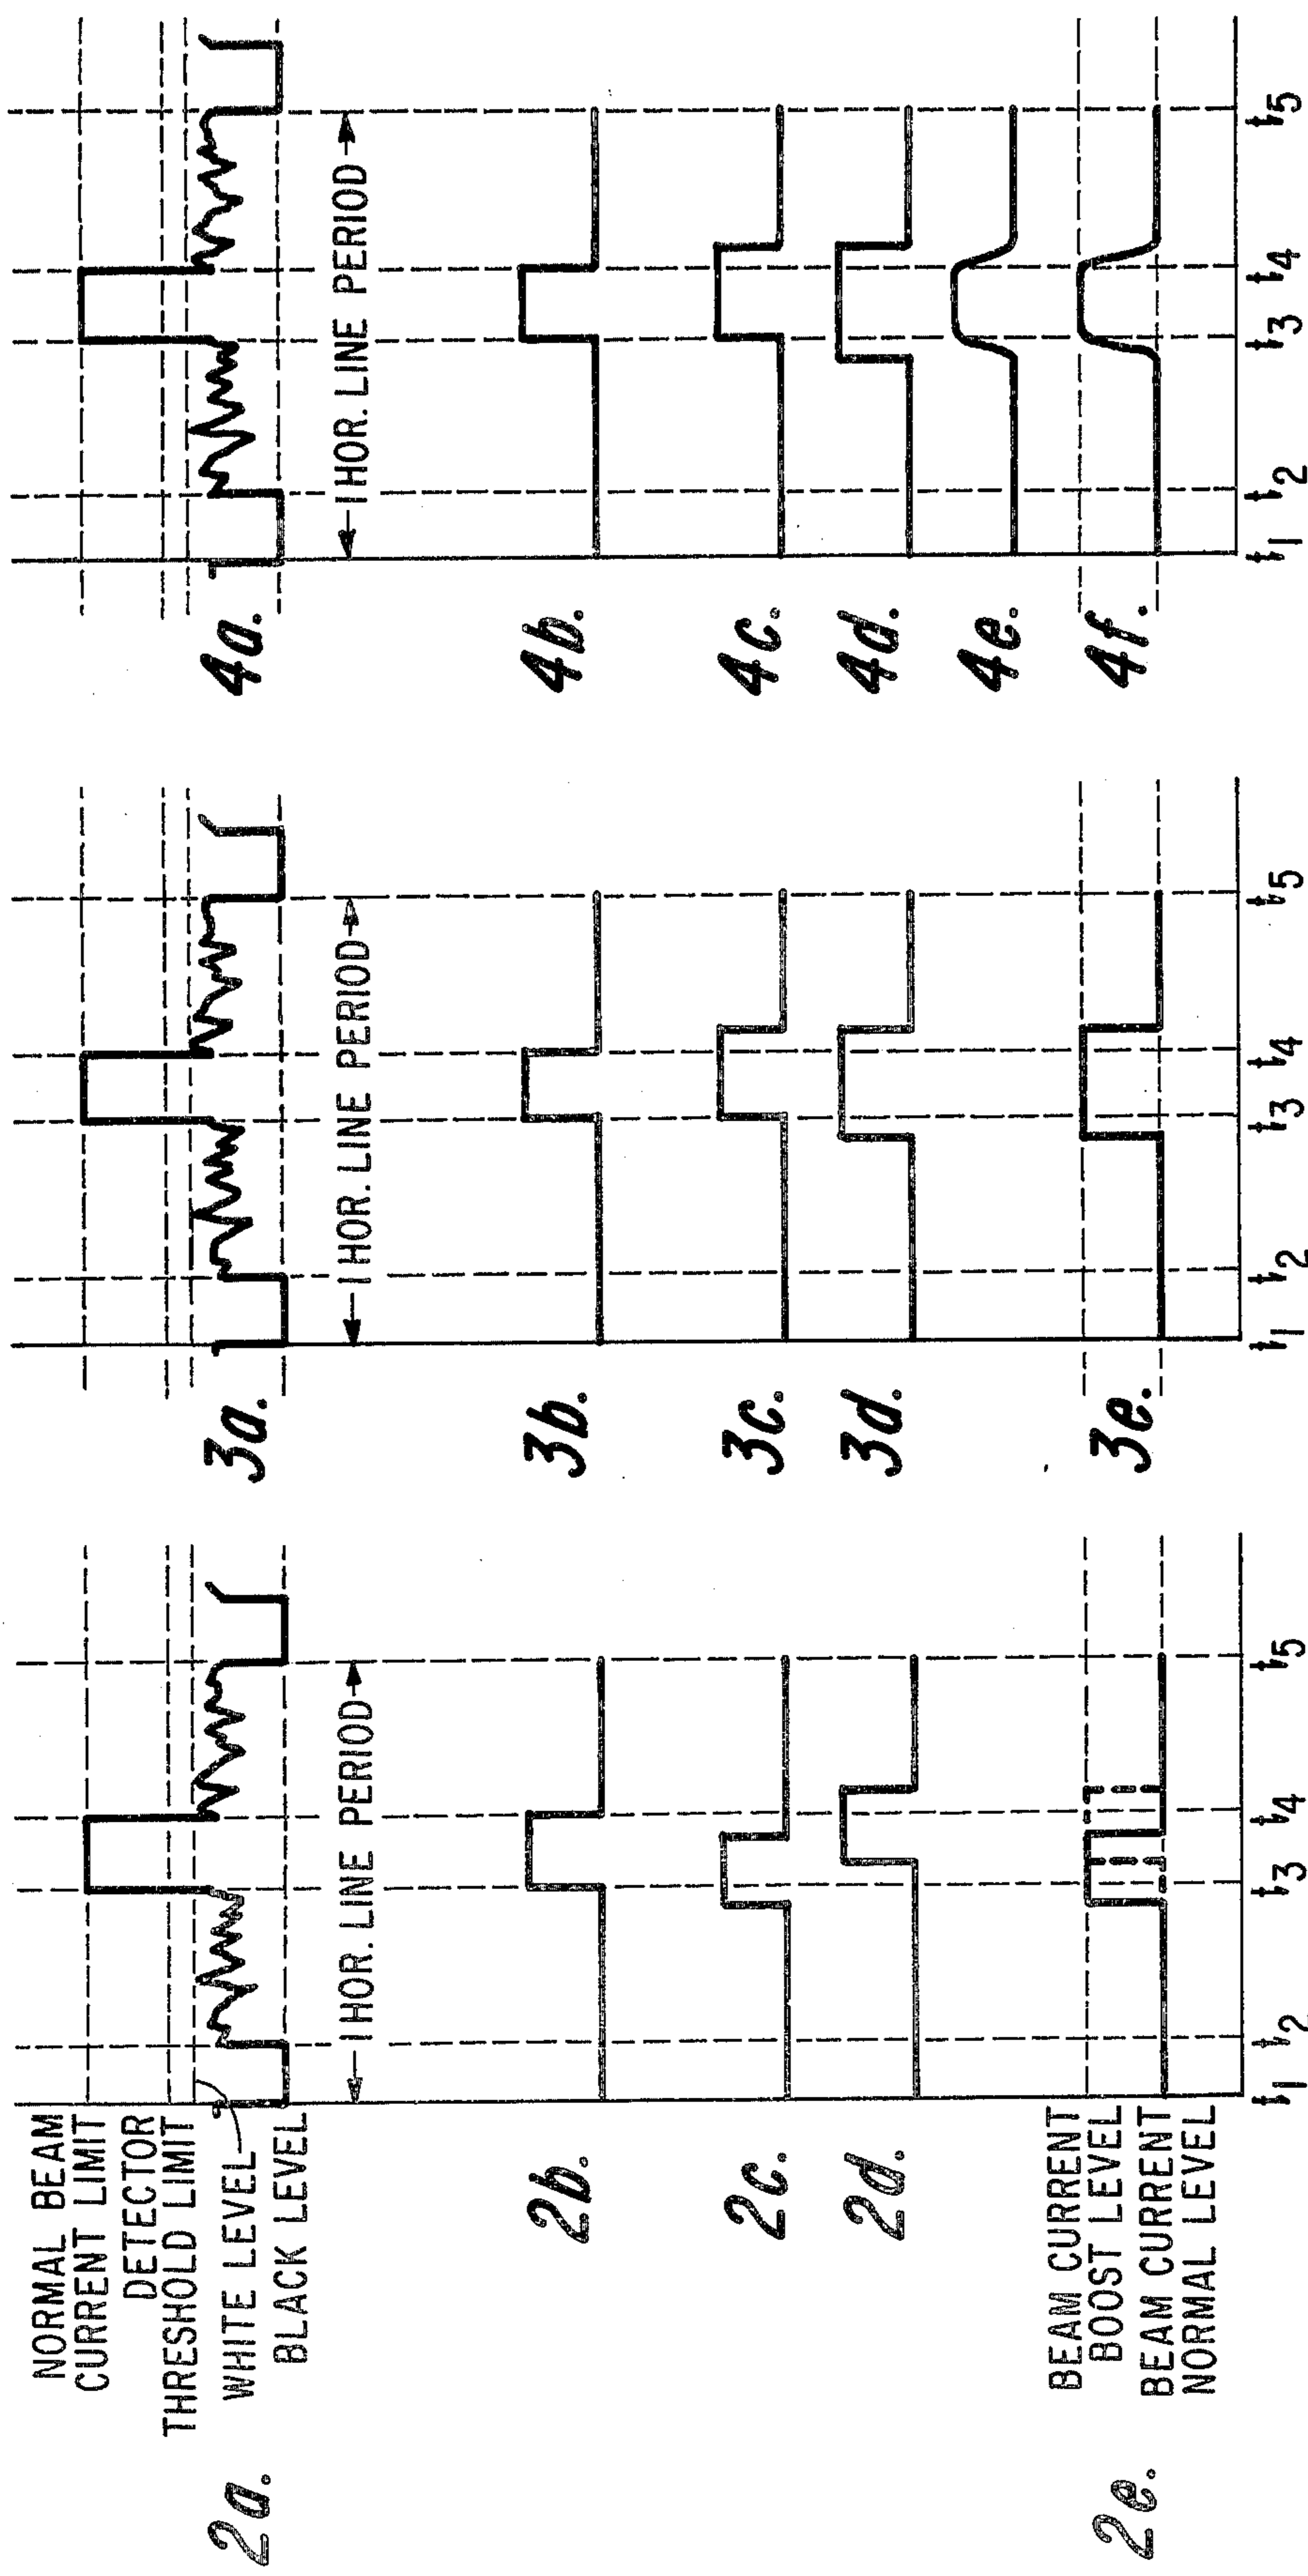 NORMAL BEAM
CURRENT LIMIT
DETECTOR
THRESHOLD LIMIT
WHITE LEVEL
BLACK LEVEL
2a.
1 HOR. LINE PERIOD
2b.
2c.
2d.
BEAM CURRENT
BOOST LEVEL
BEAM CURRENT
NORMAL LEVEL
2e.
t1 t2 t3 t4 t5
3a.
1 HOR. LINE PERIOD
3b.
3c.
3d.
3e.
t1 t2 t3 t4 t5
4a.
1 HOR. LINE PERIOD
4b.
4c.
4d.
4e.
4f.
t1 t2 t3 t4 t5